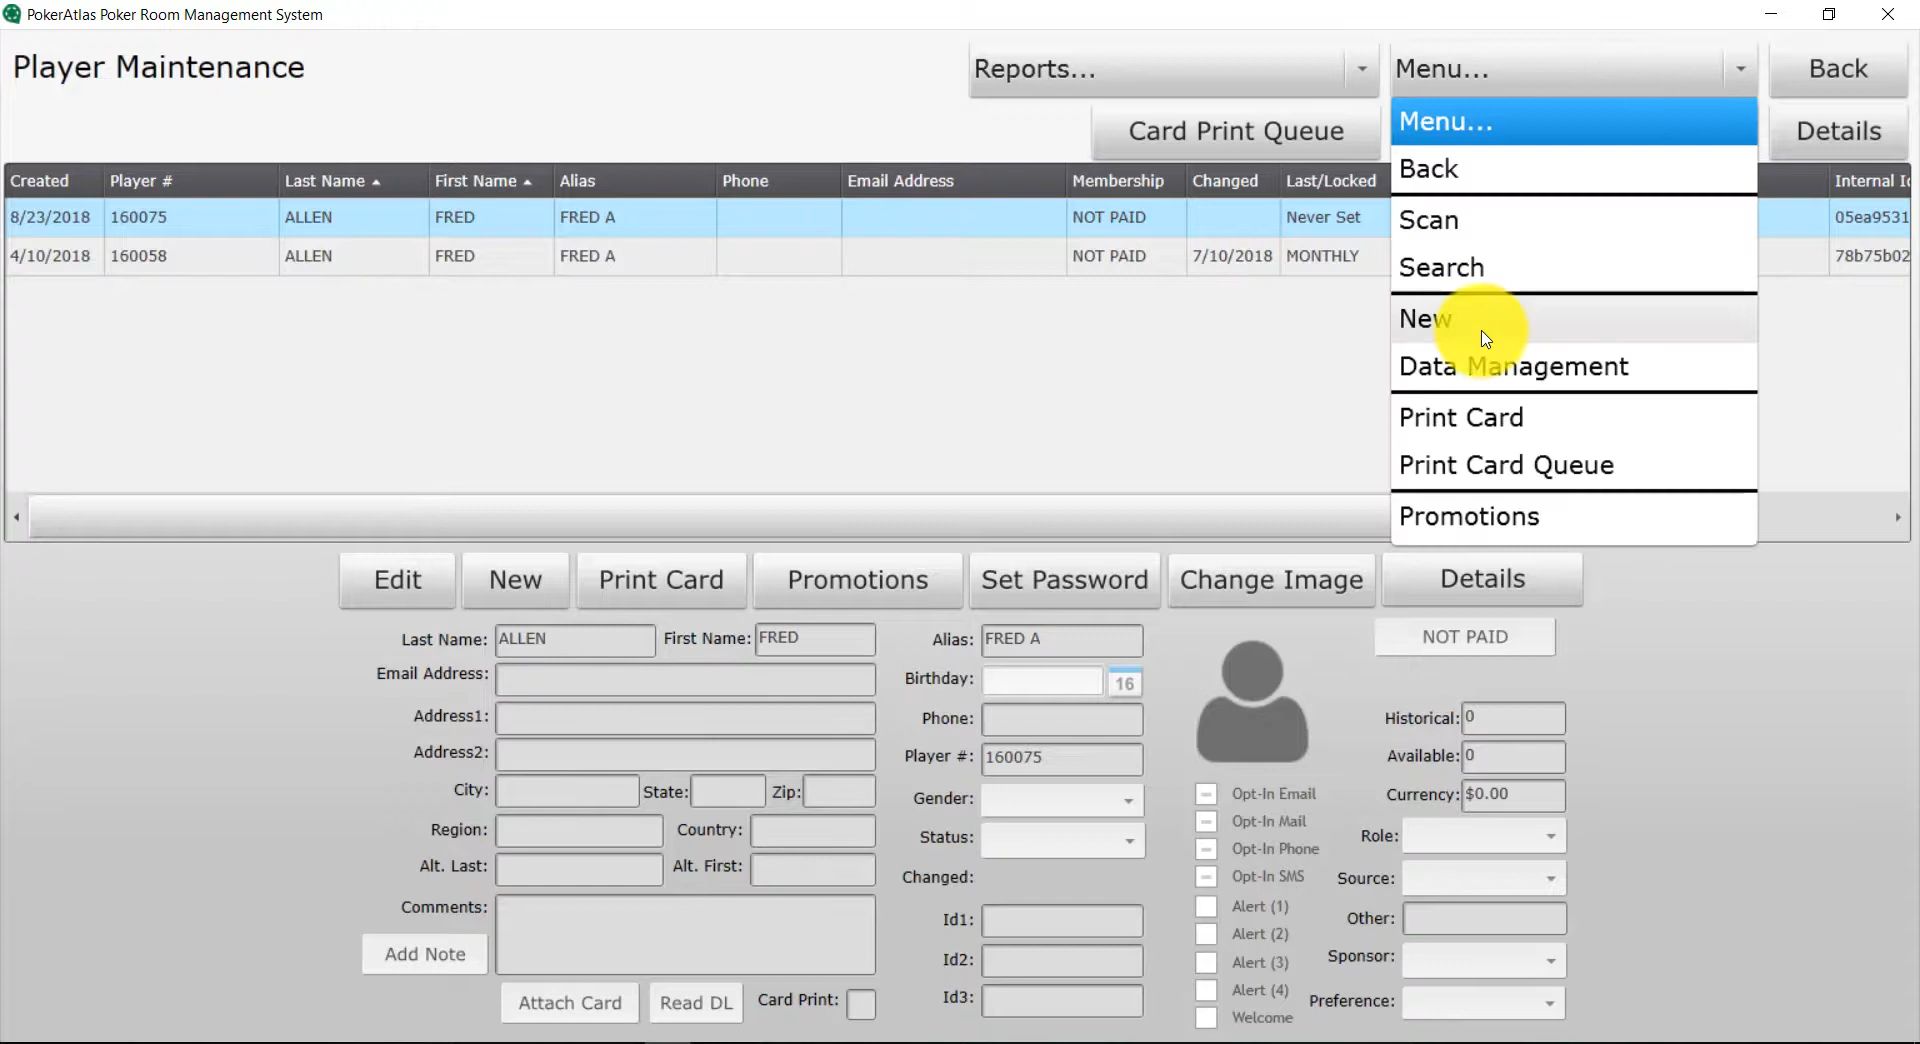 PokerAtlas Poker Room Management System
Player Maintenance
Reports...
Menu...
Back
Card Print Queue
Details
Menu...
Back
Scan
Search
New
Data Management
Print Card
Print Card Queue
Promotions
Created Player # Last Name First Name Alias Phone Email Address Membership Changed Last/Locked Internal Ic
8/23/2018 160075 ALLEN FRED FRED A NOT PAID Never Set 05ea9531
4/10/2018 160058 ALLEN FRED FRED A NOT PAID 7/10/2018 MONTHLY 78b75b02
Edit New Print Card Promotions Set Password Change Image Details
Last Name: ALLEN First Name: FRED
Email Address:
Address1:
Address2:
City: State: Zip:
Region: Country:
Alt. Last: Alt. First:
Comments:
Add Note
Attach Card Read DL Card Print:
Alias: FRED A
Birthday: 16
Phone:
Player #: 160075
Gender:
Status:
Changed:
Id1:
Id2:
Id3:
Opt-In Email
Opt-In Mail
Opt-In Phone
Opt-In SMS
Alert (1)
Alert (2)
Alert (3)
Alert (4)
Welcome
NOT PAID
Historical: 0
Available: 0
Currency: $0.00
Role:
Source:
Other:
Sponsor:
Preference: